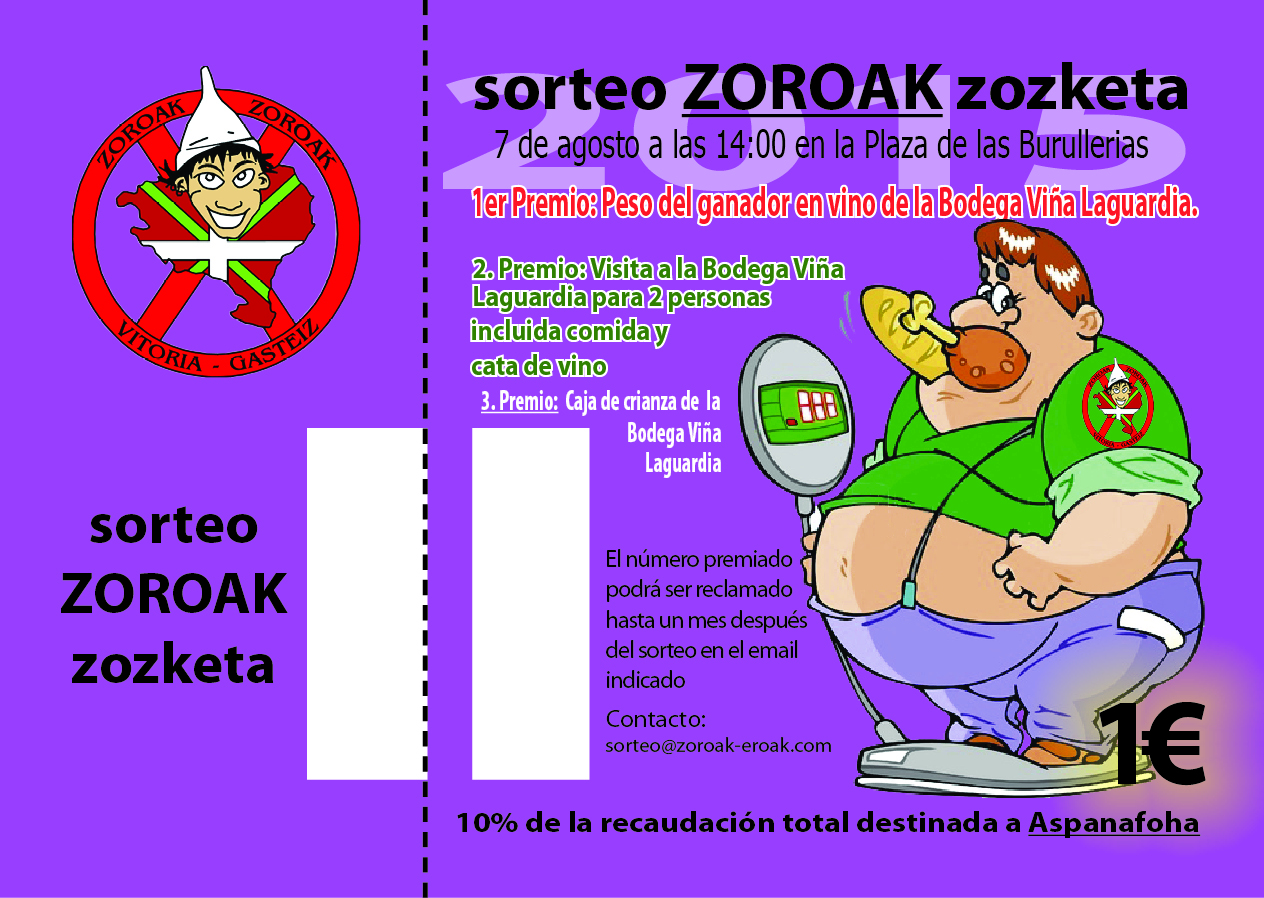 ZOROAK ZOROAK
VITORIA - GASTEIZ
sorteo
ZOROAK
zozketa
2015
sorteo ZOROAK zozketa
7 de agosto a las 14:00 en la Plaza de las Burullerias
1er Premio: Peso del ganador en vino de la Bodega Viña Laguardia.
2. Premio: Visita a la Bodega Viña
Laguardia para 2 personas
incluida comida y
cata de vino
3. Premio: Caja de crianza de la
Bodega Viña
Laguardia
El número premiado
podrá ser reclamado
hasta un mes después
del sorteo en el email
indicado
Contacto:
sorteo@zoroak-eroak.com
1€
10% de la recaudación total destinada a Aspanafoha